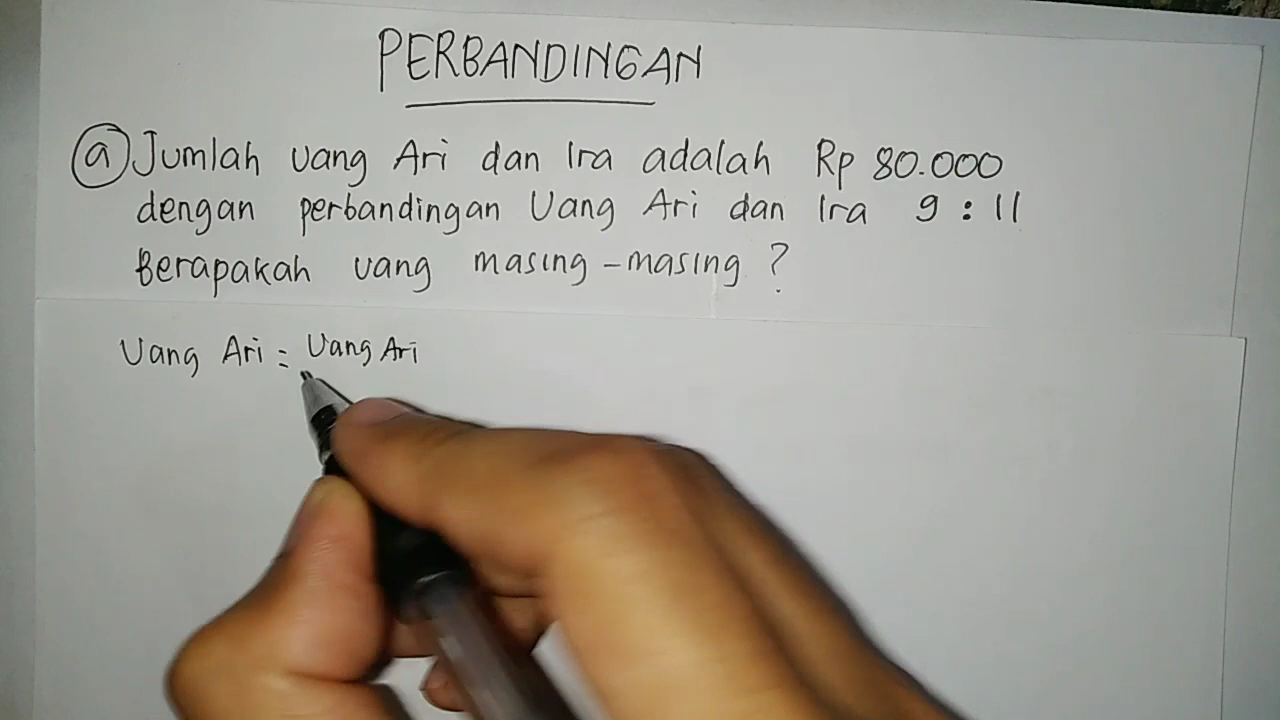 PERBANDINGAN
a Jumlah uang Ari dan Ira adalah Rp 80.000
dengan perbandingan Uang Ari dan Ira 9 : 11
Berapakah uang masing-masing ?
Uang Ari = Uang Ari